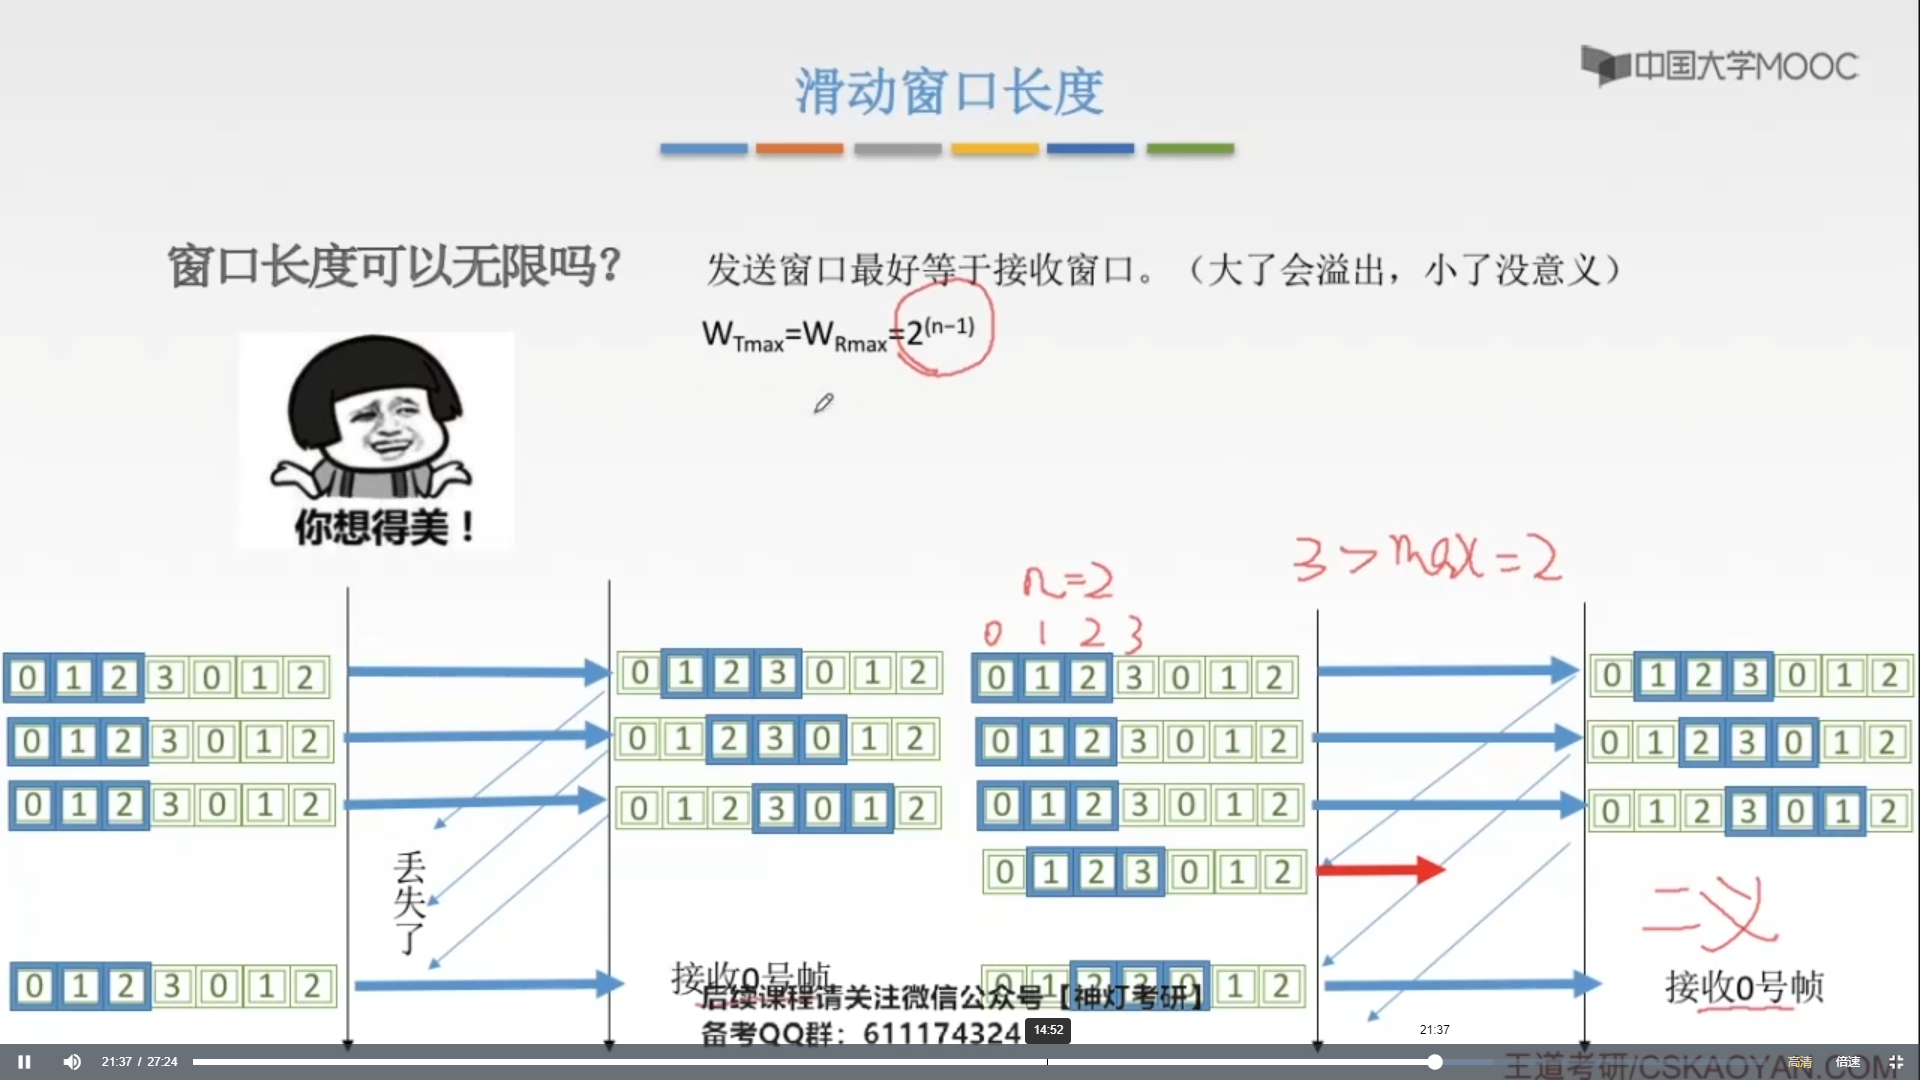 中国大学MOOC
滑动窗口长度
窗口长度可以无限吗？
发送窗口最好等于接收窗口。（大了会溢出，小了没意义）
WTmax=WRmax=2(n-1)
你想得美！
n=2
0 1 2 3
3>max=2
0 1 2 3 0 1 2
0 1 2 3 0 1 2
0 1 2 3 0 1 2
0 1 2 3 0 1 2
0 1 2 3 0 1 2
0 1 2 3 0 1 2
0 1 2 3 0 1 2
0 1 2 3 0 1 2
0 1 2 3 0 1 2
0 1 2 3 0 1 2
0 1 2 3 0 1 2
0 1 2 3 0 1 2
丢失了
0 1 2 3 0 1 2
二义
0 1 2 3 0 1 2
接收0号帧
0 1 2 3 0 1 2
接收0号帧
后续课程请关注微信公众号【神灯考研】
备考QQ群：611174324
14:52
21:37
21:37 / 27:24
高清
倍速
王道考研/CSKAOYAN.COM